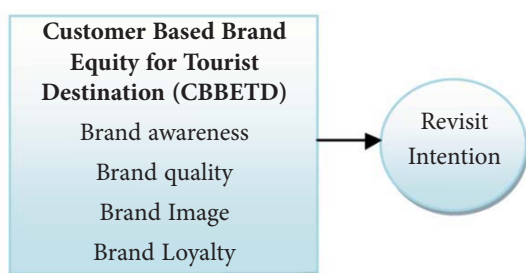 Customer Based Brand
Equity for Tourist
Destination (CBBETD)
Brand awareness
Brand quality
Brand Image
Brand Loyalty
Revisit
Intention